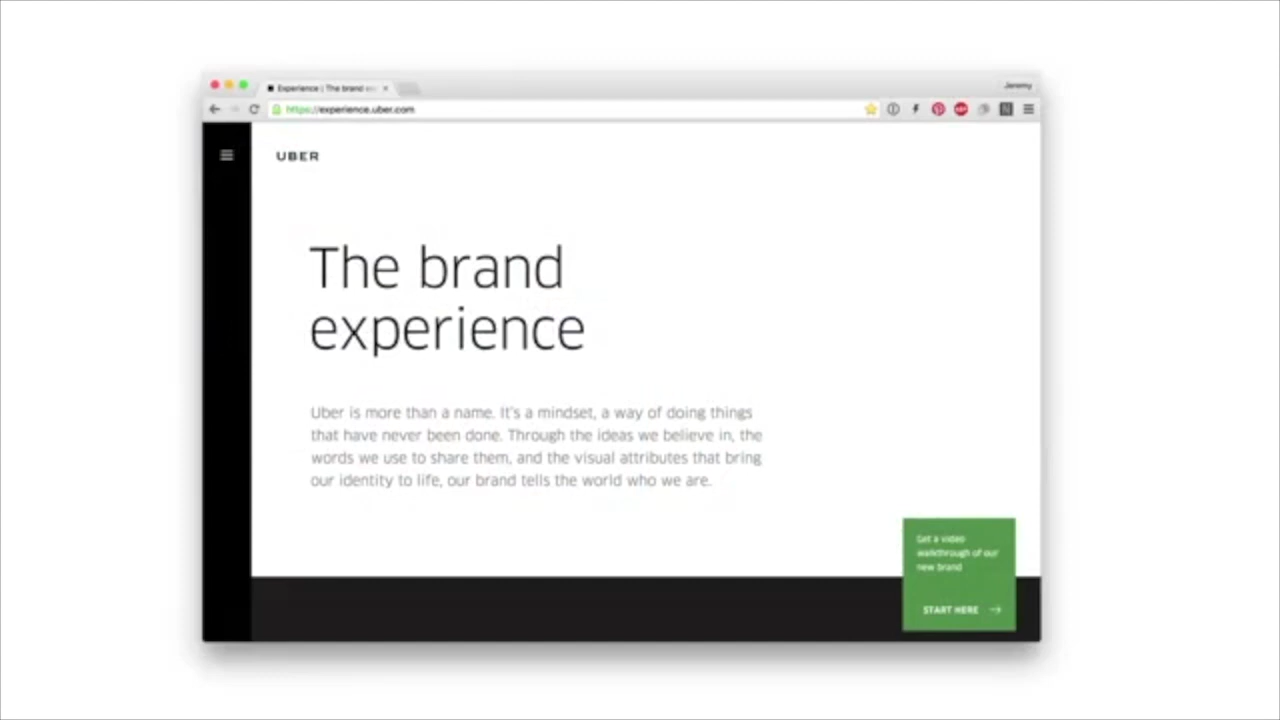 Experience | The brand ex
Jeremy
https://experience.uber.com
UBER
The brand
experience
Uber is more than a name. It's a mindset, a way of doing things
that have never been done. Through the ideas we believe in, the
words we use to share them, and the visual attributes that bring
our identity to life, our brand tells the world who we are.
Get a video
walkthrough of our
new brand
START HERE